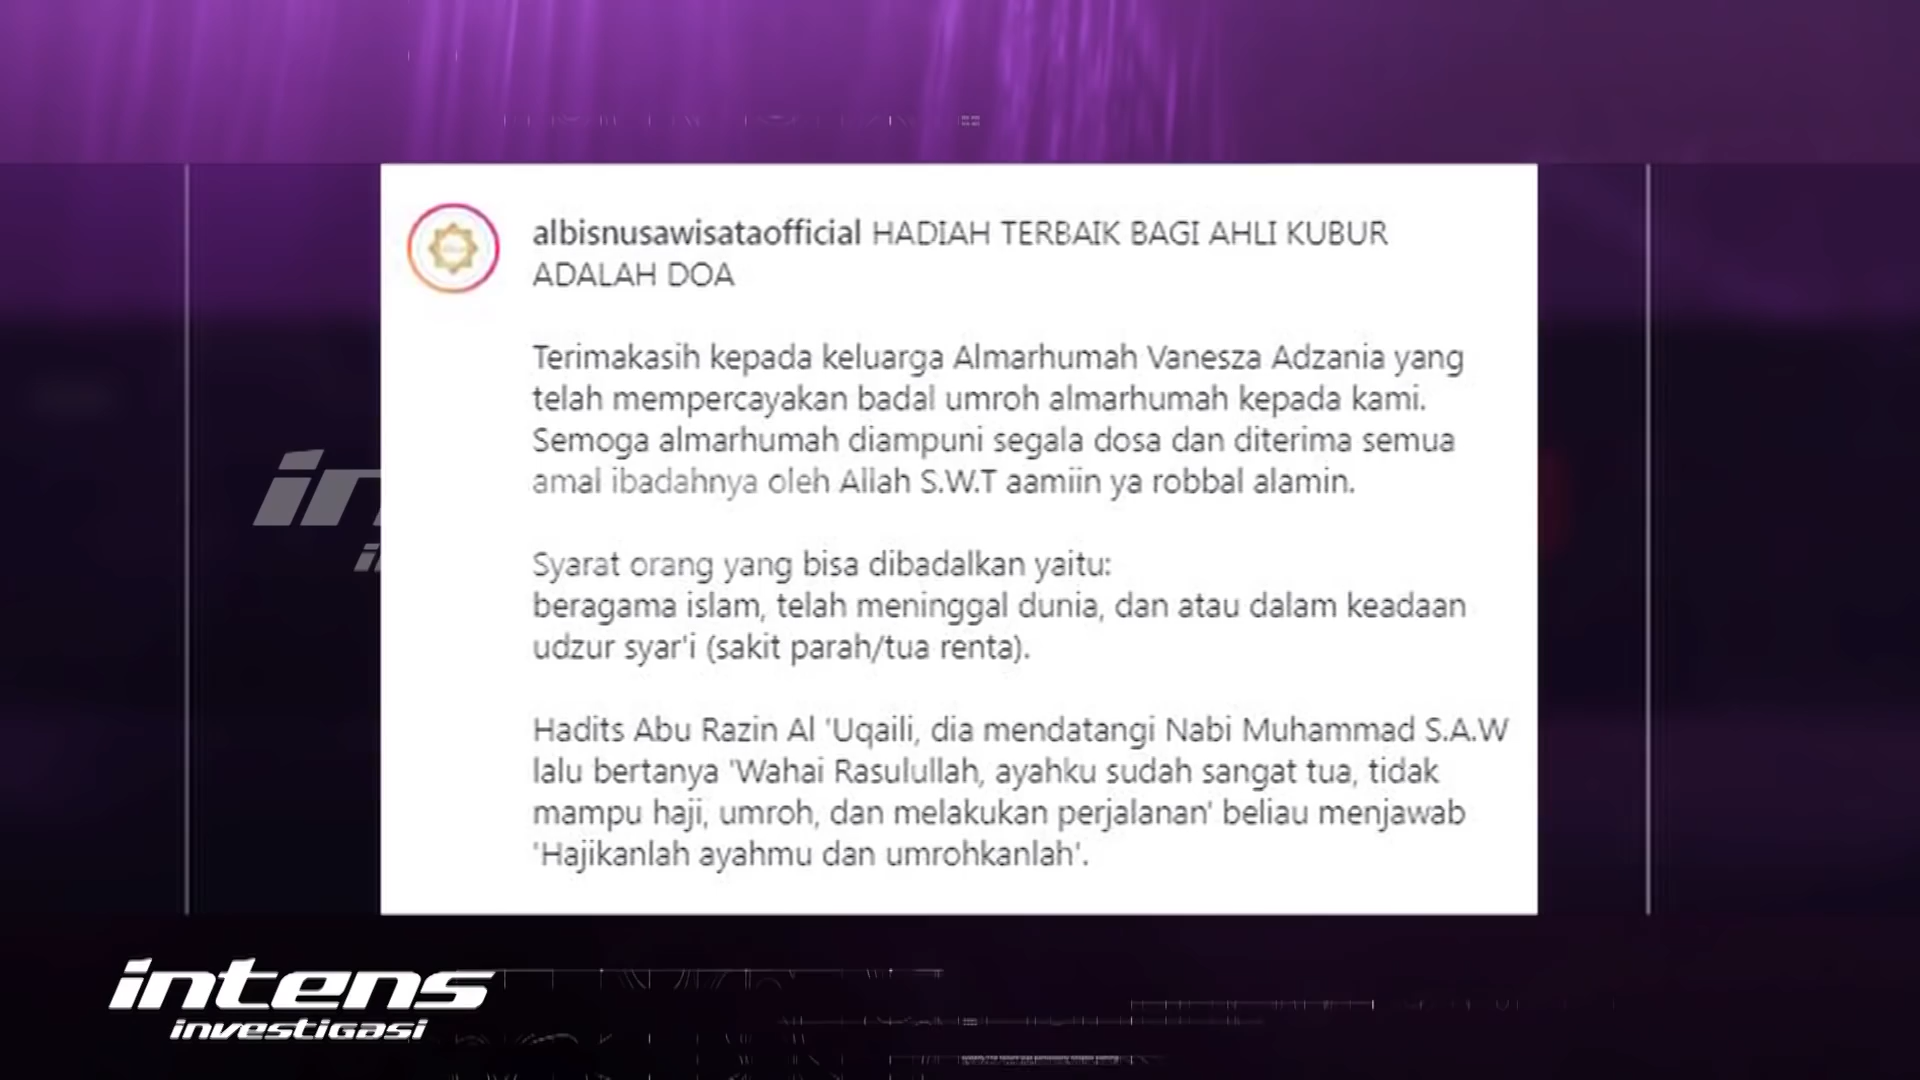 albisnusawisataofficial HADIAH TERBAIK BAGI AHLI KUBUR
ADALAH DOA
Terimakasih kepada keluarga Almarhumah Vanesza Adzania yang
telah mempercayakan badal umroh almarhumah kepada kami.
Semoga almarhumah diampuni segala dosa dan diterima semua
amal ibadahnya oleh Allah S.W.T aamiin ya robbal alamin.
Syarat orang yang bisa dibadalkan yaitu:
beragama islam, telah meninggal dunia, dan atau dalam keadaan
udzur syar'i (sakit parah/tua renta).
Hadits Abu Razin Al 'Uqaili, dia mendatangi Nabi Muhammad S.A.W
lalu bertanya 'Wahai Rasulullah, ayahku sudah sangat tua, tidak
mampu haji, umroh, dan melakukan perjalanan' beliau menjawab
'Hajikanlah ayahmu dan umrohkanlah'.
intens
investigasi